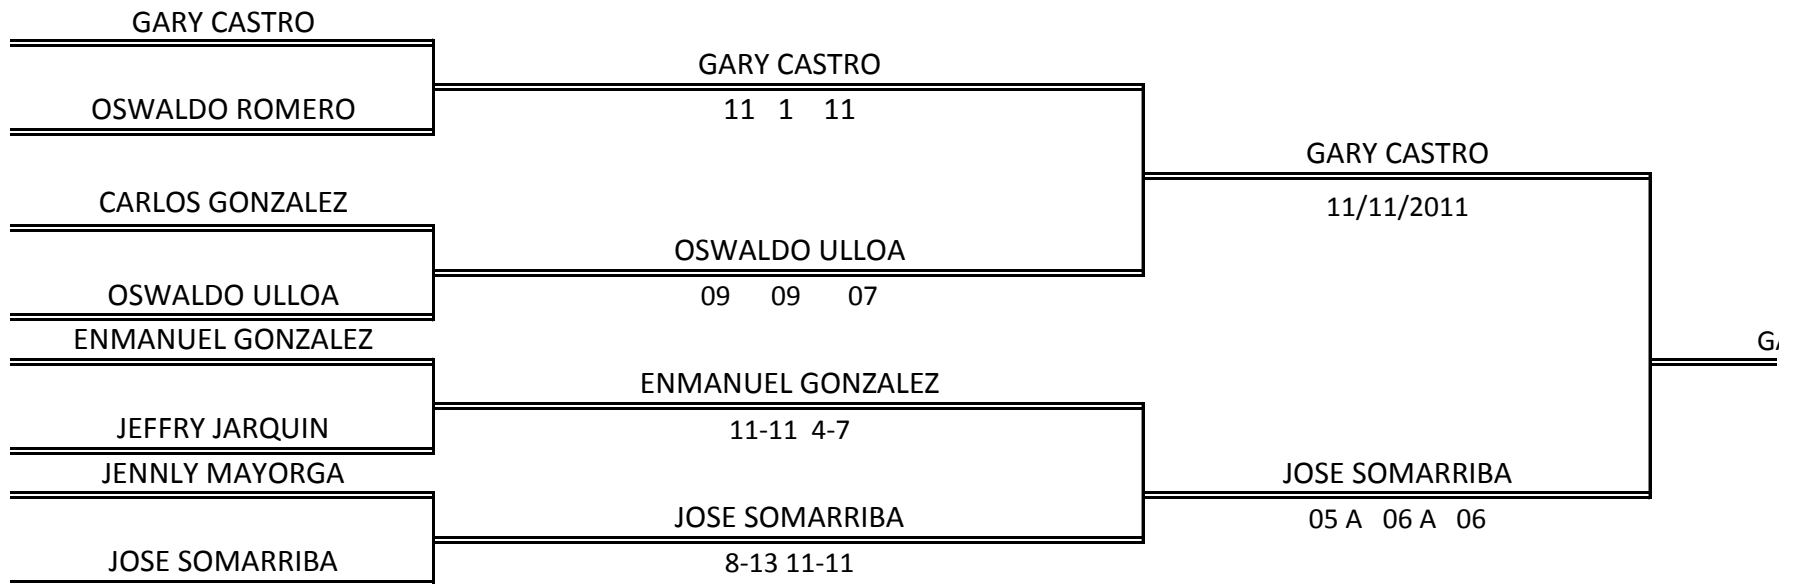 GARY CASTRO
OSWALDO ROMERO
CARLOS GONZALEZ
OSWALDO ULLOA
ENMANUEL GONZALEZ
JEFFRY JARQUIN
JENNLY MAYORGA
JOSE SOMARRIBA
GARY CASTRO
11 1 11
OSWALDO ULLOA
09 09 07
ENMANUEL GONZALEZ
11-11 4-7
JOSE SOMARRIBA
8-13 11-11
GARY CASTRO
11/11/2011
JOSE SOMARRIBA
05 A 06 A 06